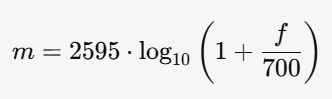 m = 2595 · log₁₀ (1 + f/700)